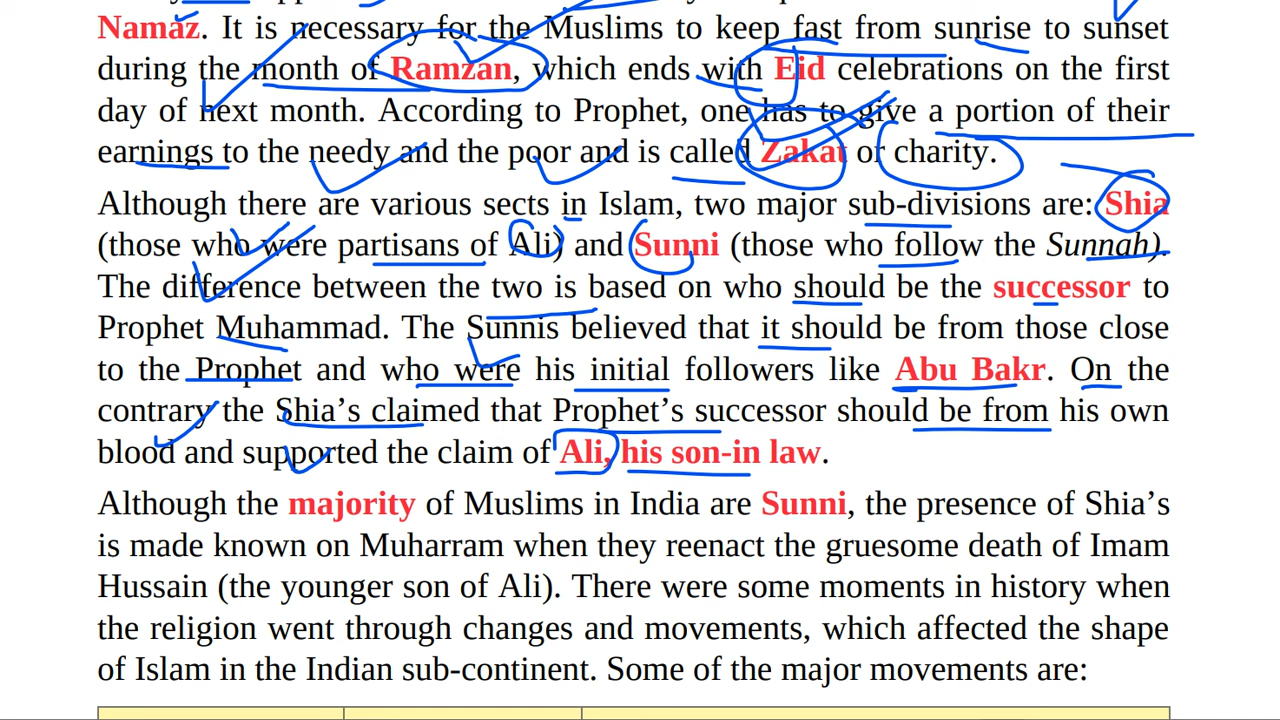 Namaz. It is necessary for the Muslims to keep fast from sunrise to sunset
during the month of Ramzan, which ends with Eid celebrations on the first
day of next month. According to Prophet, one has to give a portion of their
earnings to the needy and the poor and is called Zakat or charity.
Although there are various sects in Islam, two major sub-divisions are: Shia
(those who were partisans of Ali) and Sunni (those who follow the Sunnah).
The difference between the two is based on who should be the successor to
Prophet Muhammad. The Sunnis believed that it should be from those close
to the Prophet and who were his initial followers like Abu Bakr. On the
contrary the Shia’s claimed that Prophet’s successor should be from his own
blood and supported the claim of Ali, his son-in law.
Although the majority of Muslims in India are Sunni, the presence of Shia’s
is made known on Muharram when they reenact the gruesome death of Imam
Hussain (the younger son of Ali). There were some moments in history when
the religion went through changes and movements, which affected the shape
of Islam in the Indian sub-continent. Some of the major movements are: